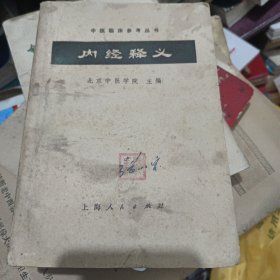 中医临床参考丛书
内经释义
北京中医学院 主编
上海人民出版社